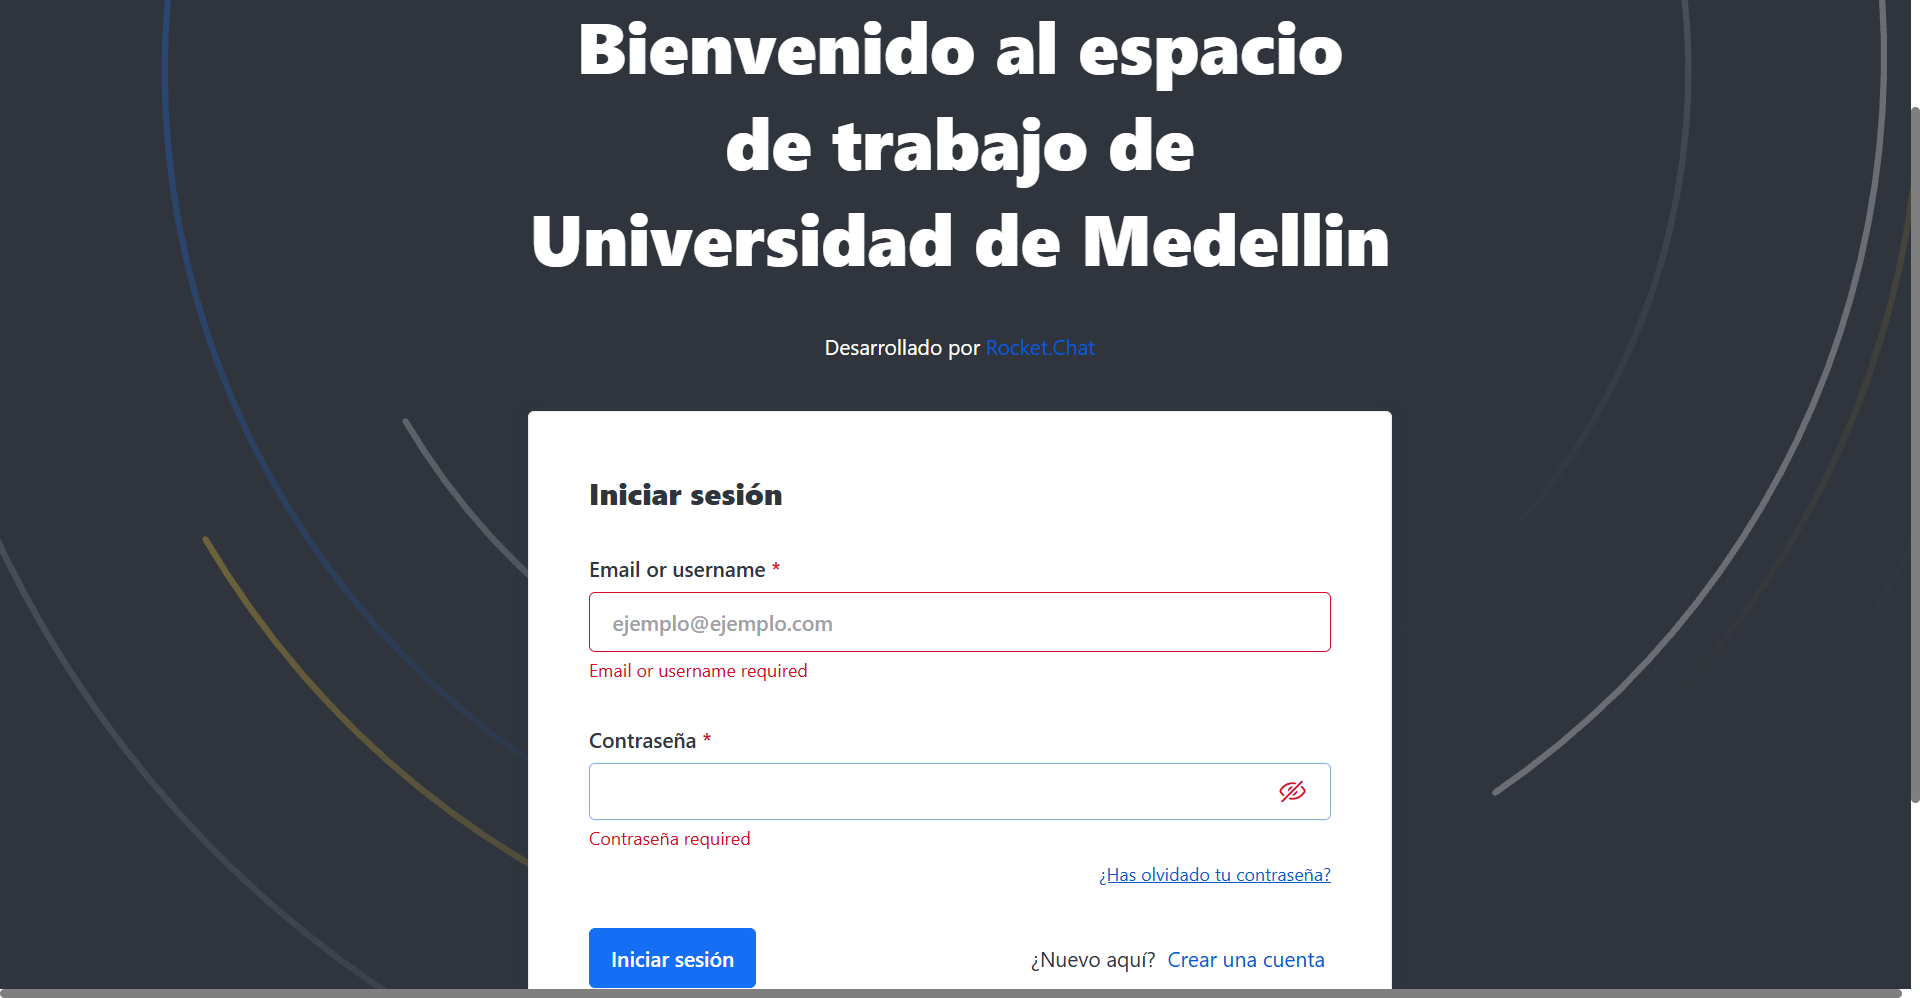 Bienvenido al espacio
de trabajo de
Universidad de Medellin
Desarrollado por Rocket.Chat
Iniciar sesión
Email or username *
ejemplo@ejemplo.com
Email or username required
Contraseña *
Contraseña required
¿Has olvidado tu contraseña?
Iniciar sesión
¿Nuevo aquí? Crear una cuenta